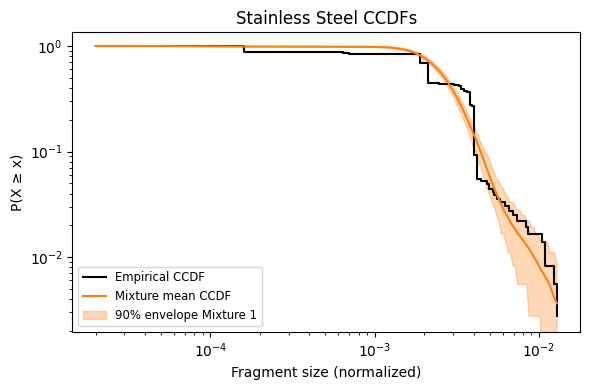 Stainless Steel CCDFs
P(X ≥ x)
10⁰
10⁻¹
10⁻²
Empirical CCDF
Mixture mean CCDF
90% envelope Mixture 1
10⁻⁴
10⁻³
10⁻²
Fragment size (normalized)